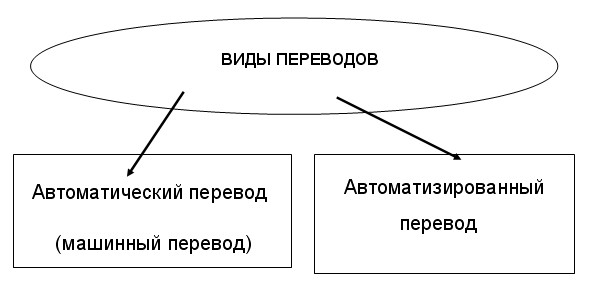 ВИДЫ ПЕРЕВОДОВ
Автоматический перевод
(машинный перевод)
Автоматизированный
перевод